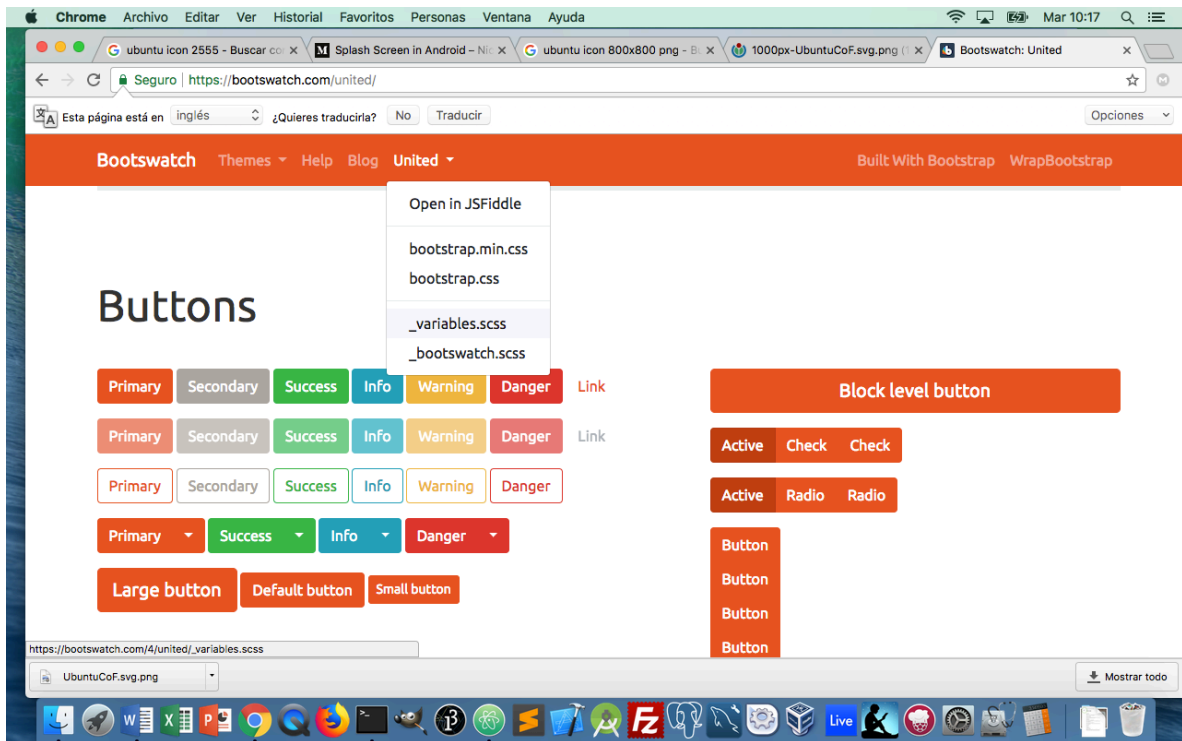 Chrome Archivo Editar Ver Historial Favoritos Personas Ventana Ayuda Mar 10:17
ubuntu icon 2555 - Buscar co Splash Screen in Android – Nic ubuntu icon 800x800 png - B 1000px-UbuntuCoF.svg.png (1 Bootswatch: United
Seguro https://bootswatch.com/united/
Esta página está en inglés ¿Quieres traducirla? No Traducir Opciones
Bootswatch Themes Help Blog United Built With Bootstrap WrapBootstrap
Open in JSFiddle
bootstrap.min.css
bootstrap.css
_variables.scss
_bootswatch.scss
Buttons
Primary Secondary Success Info Warning Danger Link
Primary Secondary Success Info Warning Danger Link
Primary Secondary Success Info Warning Danger
Primary Success Info Danger
Large button Default button Small button
Block level button
Active Check Check
Active Radio Radio
Button
Button
Button
Button
https://bootswatch.com/4/united/_variables.scss
UbuntuCoF.svg.png Mostrar todo
Live